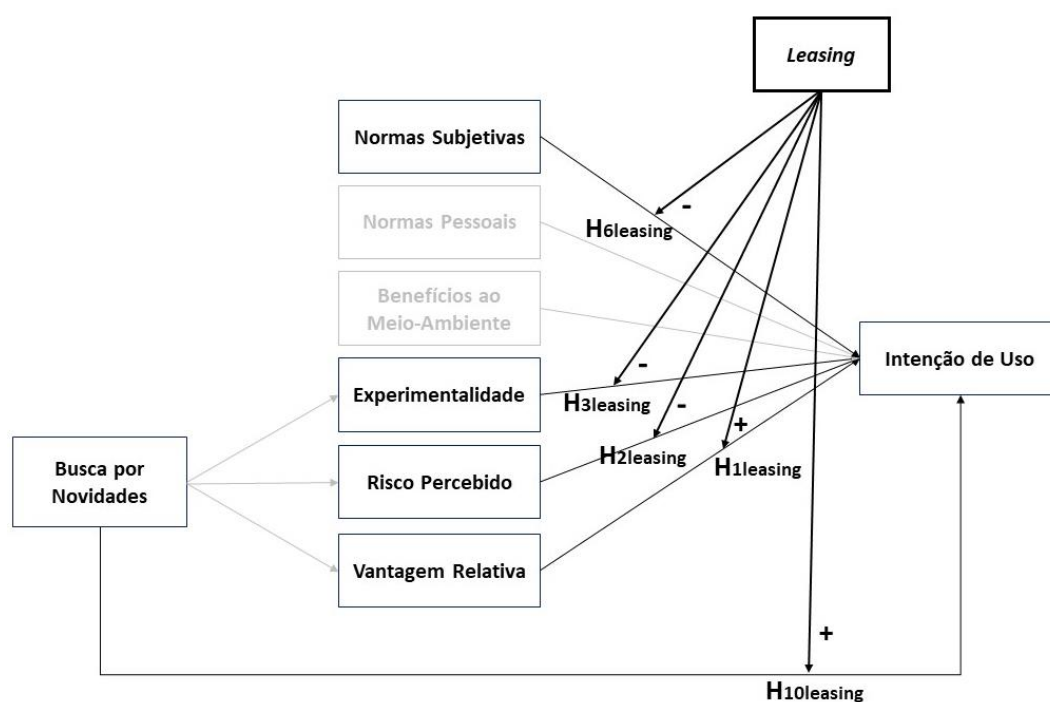 Leasing
Normas Subjetivas
-
H6leasing
Normas Pessoais
Benefícios ao
Meio-Ambiente
Intenção de Uso
-
Experimentalidade
H3leasing
-
+
H2leasing
H1leasing
Busca por
Novidades
Risco Percebido
Vantagem Relativa
+
H10leasing